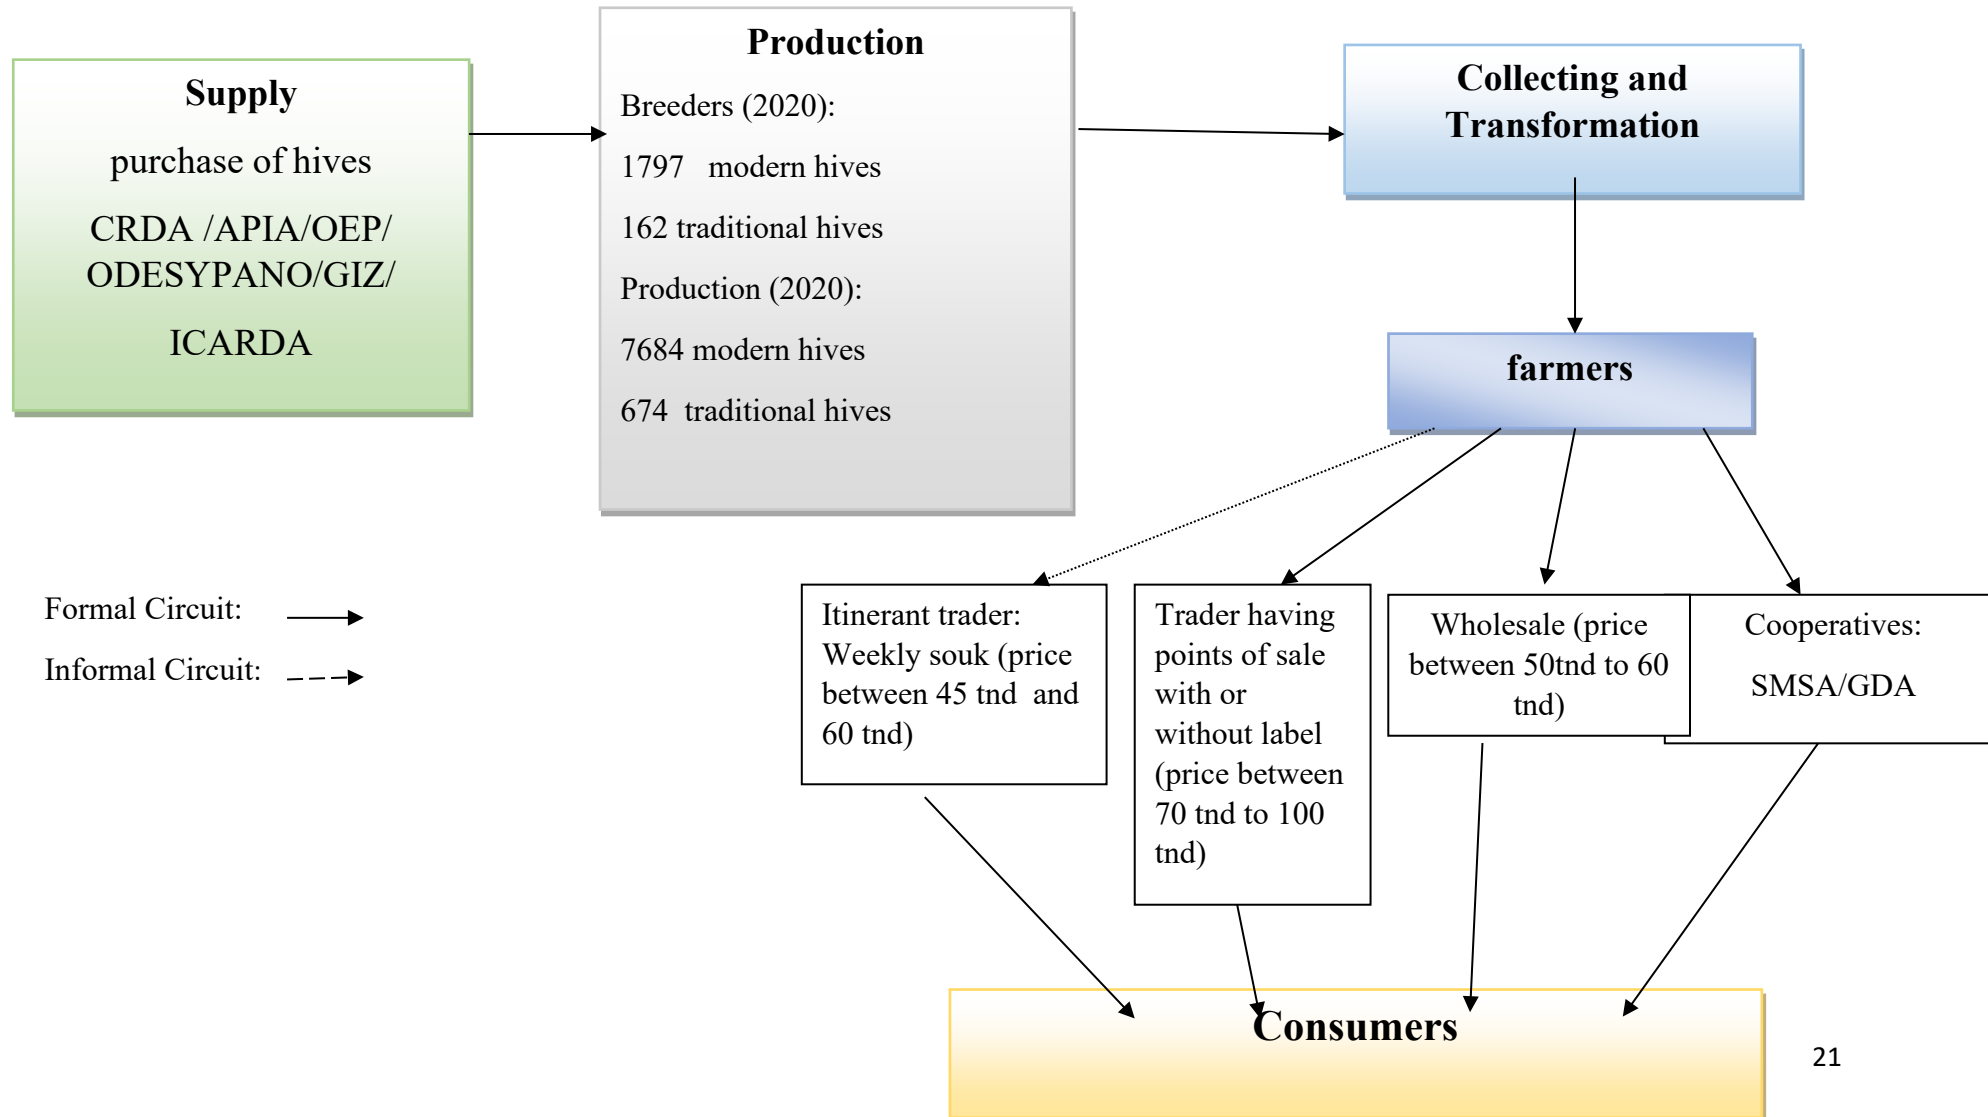 Supply
purchase of hives
CRDA /APIA/OEP/
ODESYPANO/GIZ/
ICARDA
Production
Breeders (2020):
1797 modern hives
162 traditional hives
Production (2020):
7684 modern hives
674 traditional hives
Collecting and
Transformation
farmers
Formal Circuit:
Informal Circuit:
Itinerant trader:
Weekly souk (price
between 45 tnd and
60 tnd)
Trader having
points of sale
with or
without label
(price between
70 tnd to 100
tnd)
Wholesale (price
between 50tnd to 60
tnd)
Cooperatives:
SMSA/GDA
Consumers
21